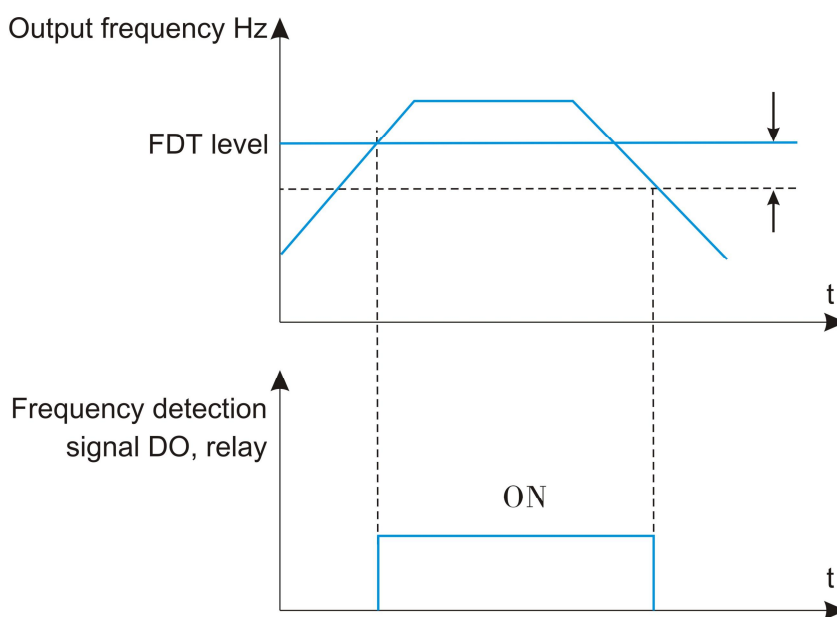 Output frequency Hz
FDT level
t
Frequency detection
signal DO, relay
ON
t